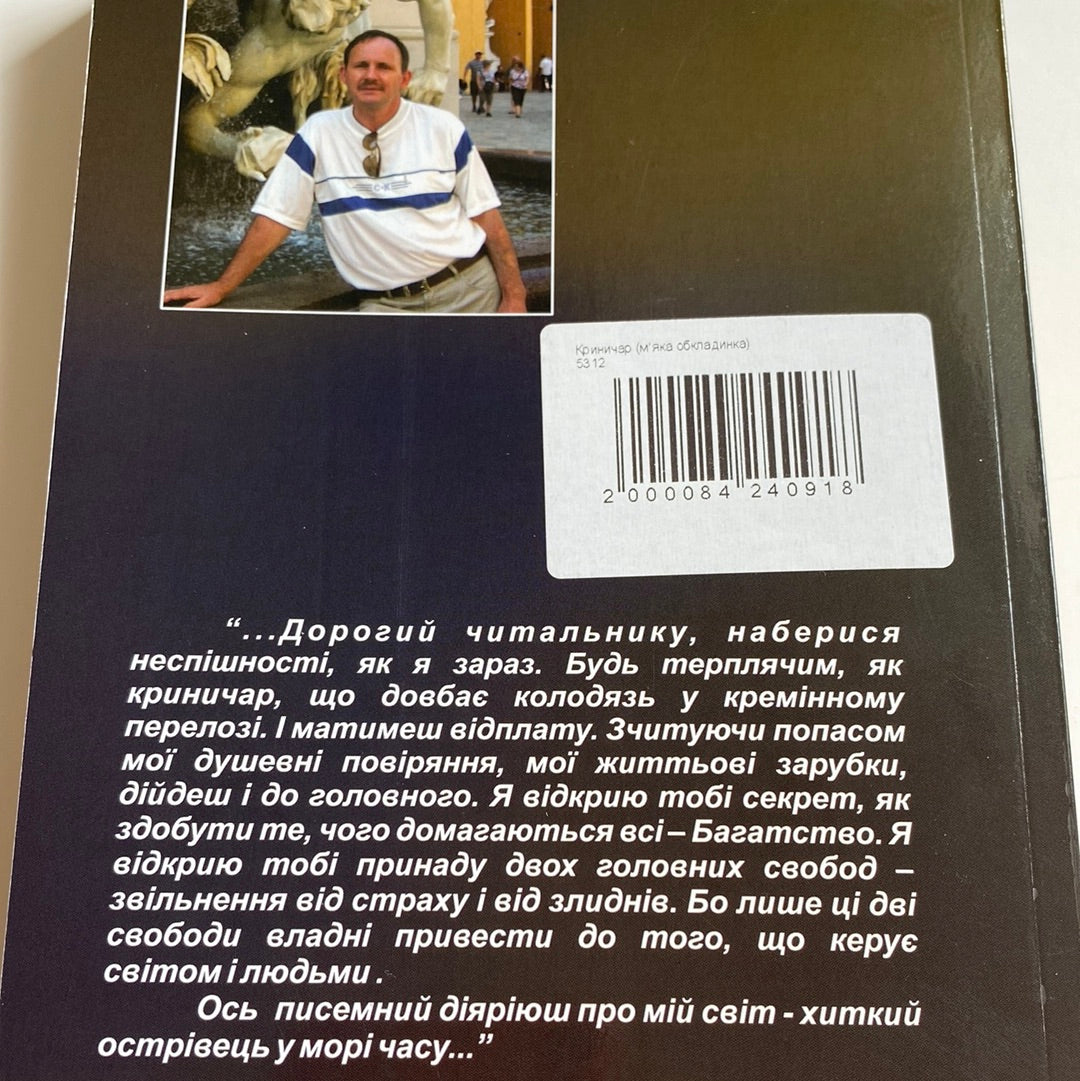 С•К
Криничар (м'яка обкладинка)
5312
2 000084 240918
“...Дорогий читальнику, наберися
неспішності, як я зараз. Будь терплячим, як
криничар, що довбає колодязь у кремінному
перелозі. І матимеш відплату. Зчитуючи попасом
мої душевні повіряння, мої життьові зарубки,
дійдеш і до головного. Я відкрию тобі секрет, як
здобути те, чого домагаються всі – Багатство. Я
відкрию тобі принаду двох головних свобод –
звільнення від страху і від злиднів. Бо лише ці дві
свободи владні привести до того, що керує
світом і людьми .
Ось писемний діяріюш про мій світ - хиткий
острівець у морі часу...”